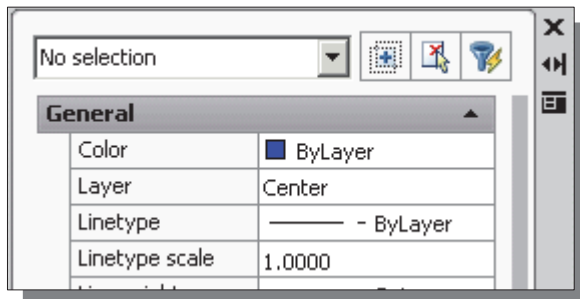 No selection
General
Color ByLayer
Layer Center
Linetype ByLayer
Linetype scale 1.0000